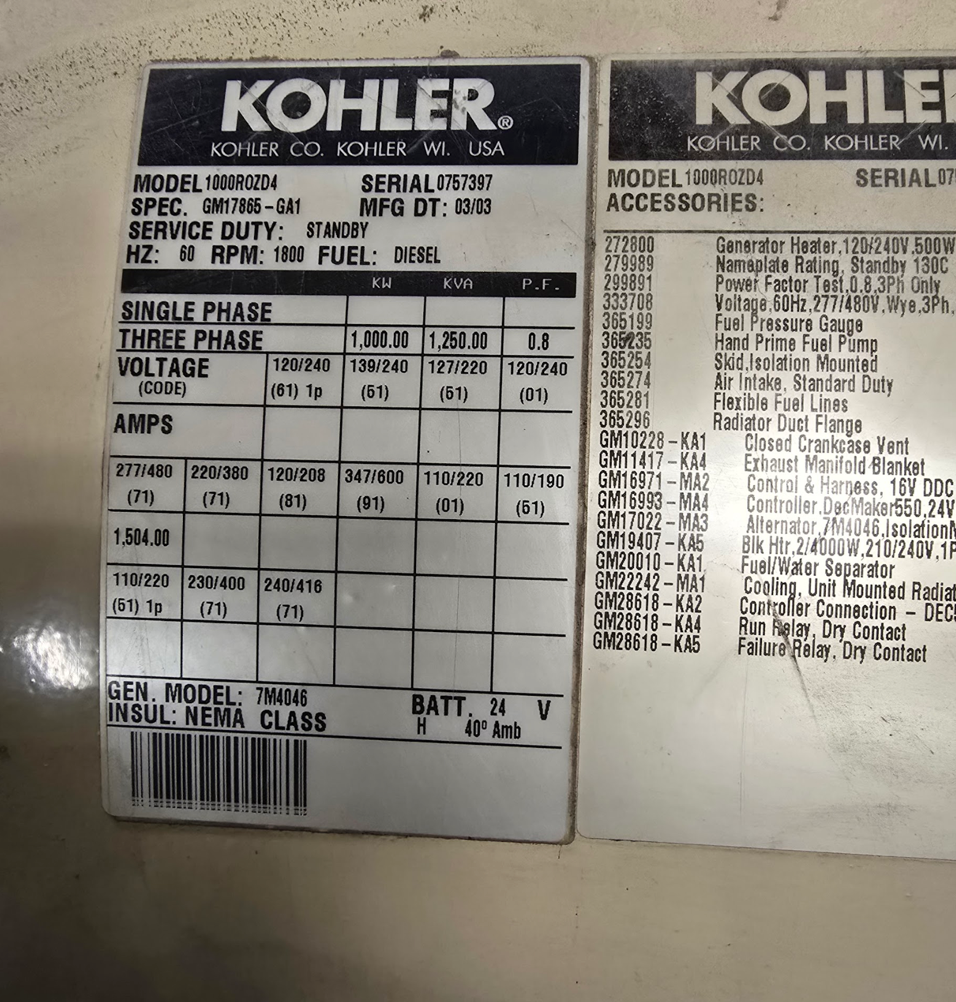 KOHLER®
KOHLER CO. KOHLER WI. USA
MODEL 1000ROZD4 SERIAL 0757397
SPEC. GM17865-GA1 MFG DT: 03/03
SERVICE DUTY: STANDBY
HZ: 60 RPM: 1800 FUEL: DIESEL
KW KVA P.F.
SINGLE PHASE
THREE PHASE 1,000.00 1,250.00 0.8
VOLTAGE 120/240 139/240 127/220 120/240
(CODE) (61) 1p (51) (61) (01)
AMPS
277/480 220/380 120/208 347/600 110/220 110/190
(71) (71) (81) (91) (01) (51)
1,504.00
110/220 230/400 240/416
(51) 1p (71) (71)
GEN. MODEL: 7M4046 BATT. 24 V
INSUL: NEMA CLASS H 40º Amb
KOHLE
KOHLER CO. KOHLER WI.
MODEL 1000ROZD4 SERIAL 07
ACCESSORIES:
272800 Generator Heater,120/240V,500W
279989 Nameplate Rating, Standby 130C
299891 Power Factor Test,0.8,3Ph Only
333708 Voltage,60Hz,277/480V,Wye,3Ph,
365199 Fuel Pressure Gauge
365235 Hand Prime Fuel Pump
365254 Skid,Isolation Mounted
365274 Air Intake, Standard Duty
365281 Flexible Fuel Lines
365296 Radiator Duct Flange
GM10228-KA1 Closed Crankcase Vent
GM11417-KA4 Exhaust Manifold Blanket
GM16971-MA2 Control & Harness, 16V DDC
GM16993-MA4 Controller,DecMaker550,24V
GM17022-MA3 Alternator,7M4046,Isolation
GM19407-KA5 Blk Htr,2/4000W,210/240V,1P
GM20010-KA1 Fuel/Water Separator
GM22242-MA1 Cooling, Unit Mounted Radiat
GM28618-KA2 Controller Connection - DEC
GM28618-KA4 Run Relay, Dry Contact
GM28618-KA5 Failure Relay, Dry Contact